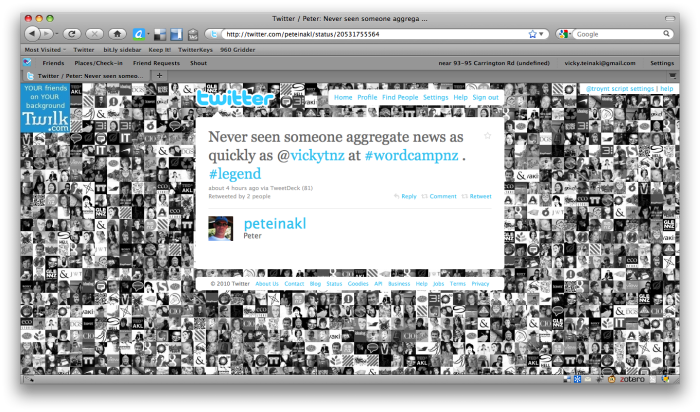 Twitter / Peter: Never seen someone aggrega ...
http://twitter.com/peteinakl/status/20531755564
Google
Most Visited Twitter bit.ly sidebar Keep It! TwitterKeys 960 Gridder
Friends Places/Check-in Friend Requests Shout near 93-95 Carrington Rd (undefined) vicky.teinaki@gmail.com Settings
Twitter / Peter: Never seen someo...
YOUR friends
on YOUR
background
Twilk
.com
twitter
Home Profile Find People Settings Help Sign out
@troynt script settings | help
Never seen someone aggregate news as
quickly as @vickytnz at #wordcampnz .
#legend
about 4 hours ago via TweetDeck (81)
Retweeted by 2 people
Reply Comment Retweet
peteinakl
Peter
© 2010 Twitter About Us Contact Blog Status Goodies API Business Help Jobs Terms Privacy
zotero